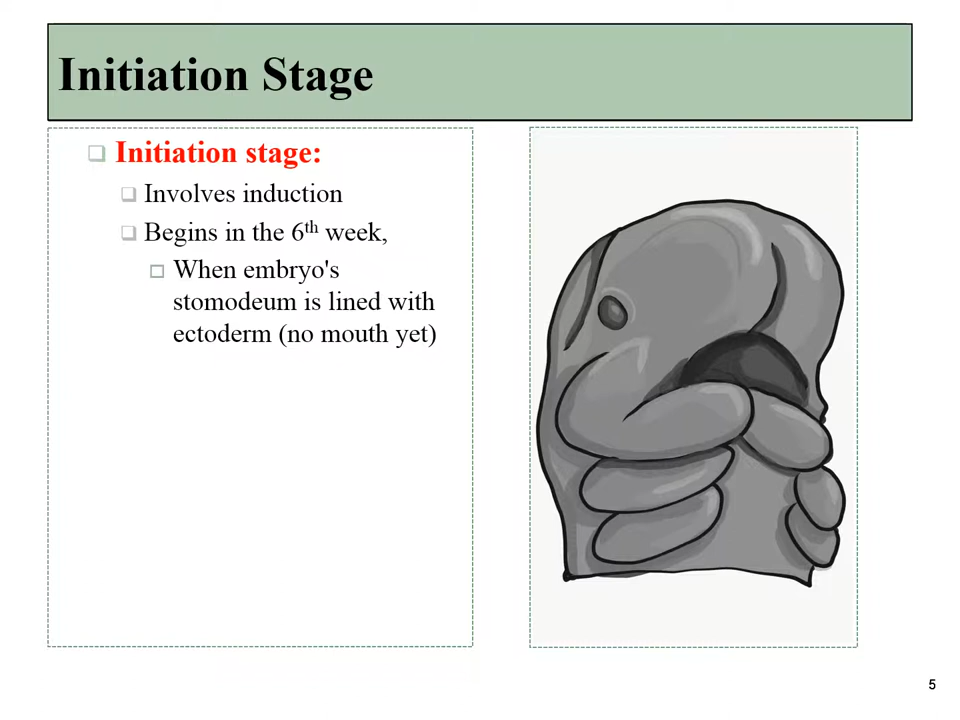 Initiation Stage
Initiation stage:
Involves induction
Begins in the 6th week,
When embryo's
stomodeum is lined with
ectoderm (no mouth yet)
5